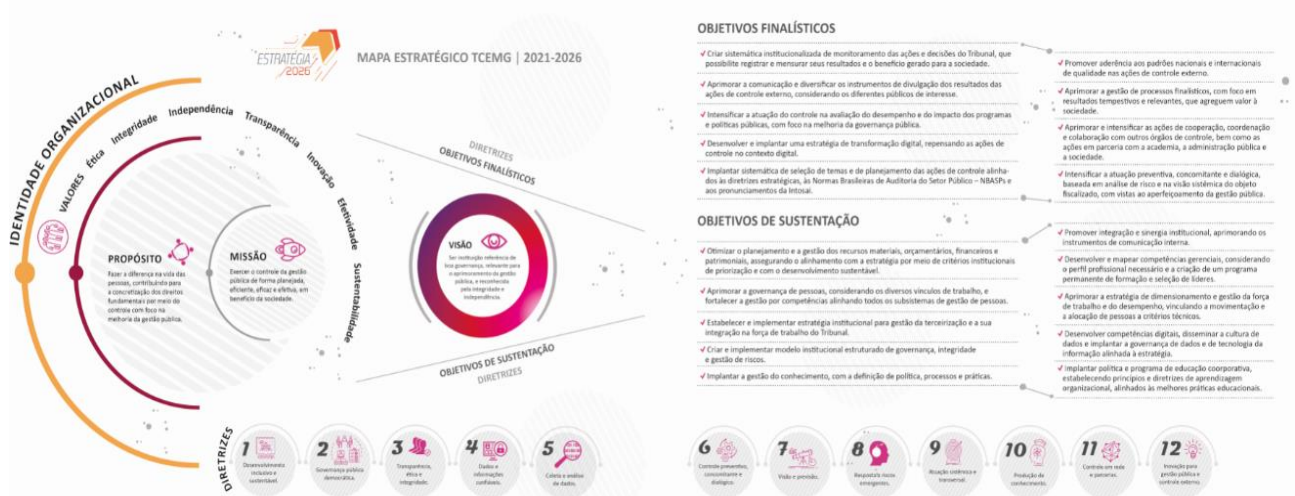 ESTRATÉGIA
2026
MAPA ESTRATÉGICO TCEMG | 2021-2026
IDENTIDADE ORGANIZACIONAL
VALORES
Ética
Integridade
Independência
Transparência
Inovação
Efetividade
Sustentabilidade
PROPÓSITO
Fazer a diferença na vida das
pessoas, contribuindo para
a concretização dos direitos
fundamentais por meio do
controle com foco na
melhoria da gestão pública.
MISSÃO
Exercer o controle da gestão
pública de forma planejada,
eficiente, eficaz e efetiva, em
benefício da sociedade.
DIRETRIZES
OBJETIVOS FINALÍSTICOS
VISÃO
Ser instituição referência de
boa governança, relevante para
o aprimoramento da gestão
pública, e reconhecida
pela integridade e
independência.
OBJETIVOS DE SUSTENTAÇÃO
DIRETRIZES
OBJETIVOS FINALÍSTICOS
Criar sistemática institucionalizada de monitoramento das ações e decisões do Tribunal, que
possibilite registrar e mensurar seus resultados e o benefício gerado para a sociedade.
Aprimorar a comunicação e diversificar os instrumentos de divulgação dos resultados das
ações de controle externo, considerando os diferentes públicos de interesse.
Intensificar a atuação do controle na avaliação do desempenho e do impacto dos programas
e políticas públicas, com foco na melhoria da governança pública.
Desenvolver e implantar uma estratégia de transformação digital, repensando as ações de
controle no contexto digital.
Implantar sistemática de seleção de temas e de planejamento das ações de controle alinha-
dos às diretrizes estratégicas, às Normas Brasileiras de Auditoria do Setor Público – NBASPs e
aos pronunciamentos da Intosai.
Promover aderência aos padrões nacionais e internacionais
de qualidade nas ações de controle externo.
Aprimorar a gestão de processos finalísticos, com foco em
resultados tempestivos e relevantes, que agreguem valor à
sociedade.
Aprimorar e intensificar as ações de cooperação, coordenação
e colaboração com outros órgãos de controle, bem como as
ações em parceria com a academia, a administração pública e
a sociedade.
Intensificar a atuação preventiva, concomitante e dialógica,
baseada em análise de risco e na visão sistêmica do objeto
fiscalizado, com vistas ao aperfeiçoamento da gestão pública.
OBJETIVOS DE SUSTENTAÇÃO
Otimizar o planejamento e a gestão dos recursos materiais, orçamentários, financeiros e
patrimoniais, assegurando o alinhamento com a estratégia por meio de critérios institucionais
de priorização e com o desenvolvimento sustentável.
Aprimorar a governança de pessoas, considerando os diversos vínculos de trabalho, e
fortalecer a gestão por competências alinhando todos os subsistemas de gestão de pessoas.
Estabelecer e implementar estratégia institucional para gestão da terceirização e a sua
integração na força de trabalho do Tribunal.
Criar e implementar modelo institucional estruturado de governança, integridade
e gestão de riscos.
Implantar a gestão do conhecimento, com a definição de política, processos e práticas.
Promover integração e sinergia institucional, aprimorando os
instrumentos de comunicação interna.
Desenvolver e mapear competências gerenciais, considerando
o perfil profissional necessário e a criação de um programa
permanente de formação e seleção de líderes.
Aprimorar a estratégia de dimensionamento e gestão da força
de trabalho e do desempenho, vinculando a movimentação e
a alocação de pessoas a critérios técnicos.
Desenvolver competências digitais, disseminar a cultura de
dados e implantar a governança de dados e de tecnologia da
informação alinhada à estratégia.
Implantar política e programa de educação coorporativa,
estabelecendo princípios e diretrizes de aprendizagem
organizacional, alinhados às melhores práticas educacionais.
DIRETRIZES
1
Desenvolvimento
inclusivo e
sustentável.
2
Governança pública
democrática.
3
Transparência,
ética e
integridade.
4
Dados e
informações
confiáveis.
5
Coleta e análise
de dados.
6
Controle preventivo,
concomitante e
dialógico.
7
Visão e previsão.
8
Resposta a riscos
emergentes.
9
Atuação sistêmica e
transversal.
10
Produção de
conhecimento.
11
Controle em rede
e parcerias.
12
Inovação para
gestão pública e
controle externo.